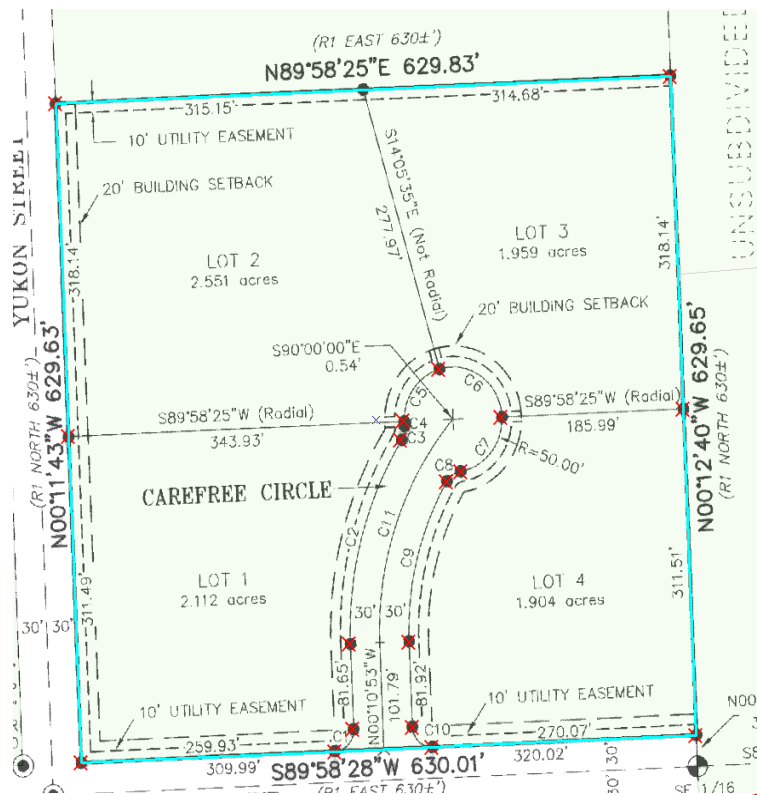 (R1 EAST 630±')
N89°58'25"E 629.83'
315.15'
314.68'
10' UTILITY EASEMENT
20' BUILDING SETBACK
YUKON STREET
UNSUBDIVIDED
S14°05'35"E (Not Radial)
277.97'
LOT 3
1.959 acres
LOT 2
2.551 acres
318.14'
318.14'
20' BUILDING SETBACK
S90°00'00"E
0.54'
(R1 NORTH 630±')
N00°11'43"W 629.63'
N00°12'40"W 629.65'
(R1 NORTH 630±')
C5
C6
S89°58'25"W (Radial)
343.93'
S89°58'25"W (Radial)
185.99'
C4
C3
C7
R=50.00'
C8
CAREFREE CIRCLE
C11
C2
C9
LOT 1
2.112 acres
LOT 4
1.904 acres
311.49'
311.51'
30'
30'
30'
30'
81.65'
N00°10'53"W
101.79'
81.92'
10' UTILITY EASEMENT
10' UTILITY EASEMENT
C1
C10
259.93'
270.07'
N00
309.99'
S89°58'28"W 630.01'
320.02'
30'
30'
S8
(R1 EAST 630±')
SE 1/16